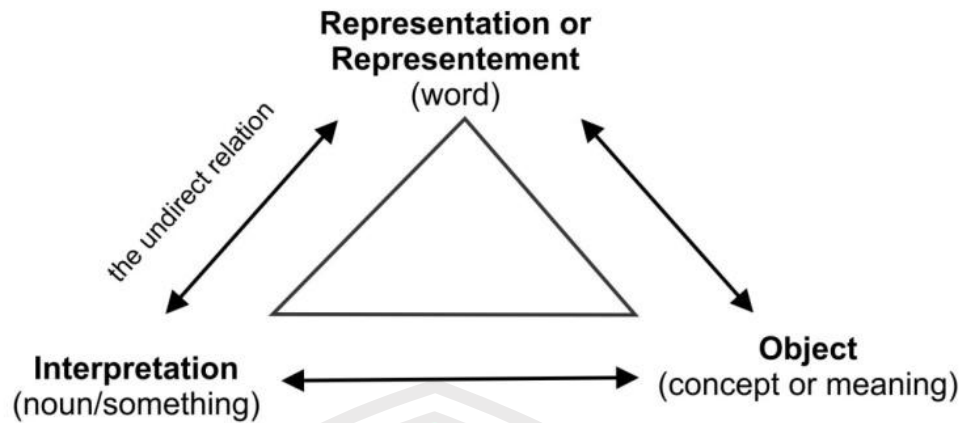 Representation or
Representement
(word)
the undirect relation
Interpretation
(noun/something)
Object
(concept or meaning)